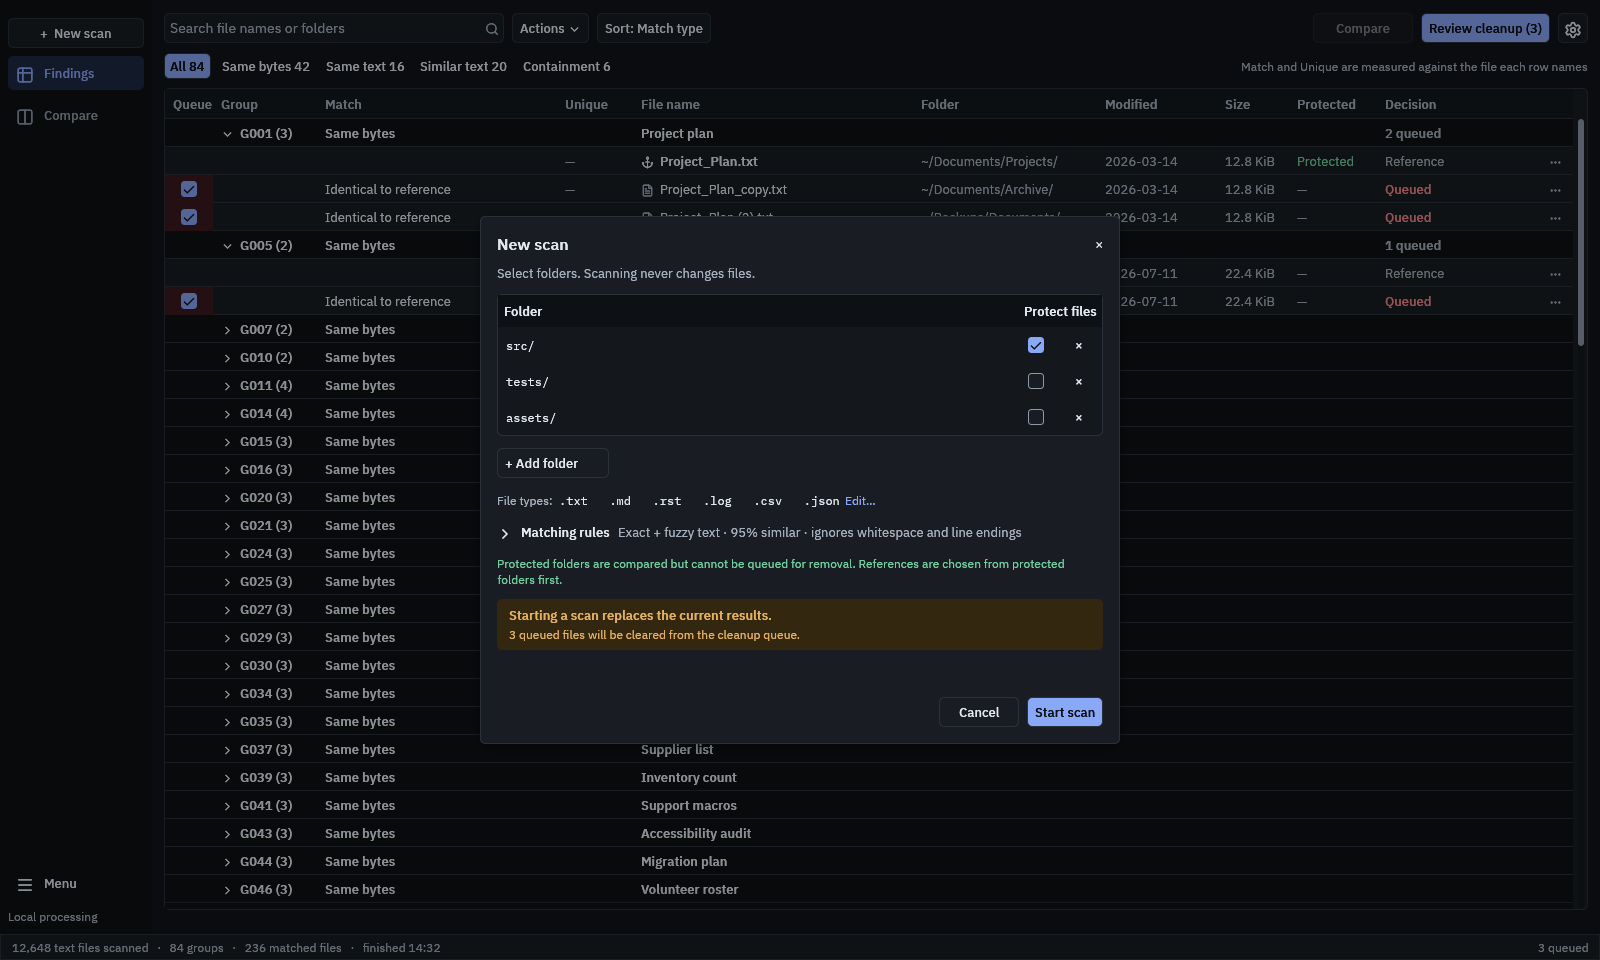 + New scan
Findings
Compare
Menu
Local processing
Search file names or folders
Actions
Sort: Match type
Compare
Review cleanup (3)
All 84
Same bytes 42
Same text 16
Similar text 20
Containment 6
Match and Unique are measured against the file each row names
Queue Group Match Unique File name Folder Modified Size Protected Decision
G001 (3) Same bytes Project plan 2 queued
— Project_Plan.txt ~/Documents/Projects/ 2026-03-14 12.8 KiB Protected Reference ...
Identical to reference — Project_Plan_copy.txt ~/Documents/Archive/ 2026-03-14 12.8 KiB — Queued ...
Identical to reference 12.8 KiB — Queued ...
G005 (2) Same bytes 1 queued
22.4 KiB — Reference ...
Identical to reference 22.4 KiB — Queued ...
G007 (2) Same bytes
G010 (2) Same bytes
G011 (4) Same bytes
G014 (4) Same bytes
G015 (3) Same bytes
G016 (3) Same bytes
G020 (3) Same bytes
G021 (3) Same bytes
G024 (3) Same bytes
G025 (3) Same bytes
G027 (3) Same bytes
G029 (3) Same bytes
G030 (3) Same bytes
G034 (3) Same bytes
G035 (3) Same bytes
G037 (3) Same bytes Supplier list
G039 (3) Same bytes Inventory count
G041 (3) Same bytes Support macros
G043 (3) Same bytes Accessibility audit
G044 (3) Same bytes Migration plan
G046 (3) Same bytes Volunteer roster
New scan ×
Select folders. Scanning never changes files.
Folder Protect files
src/ ×
tests/ ×
assets/ ×
+ Add folder
File types: .txt .md .rst .log .csv .json Edit...
Matching rules Exact + fuzzy text · 95% similar · ignores whitespace and line endings
Protected folders are compared but cannot be queued for removal. References are chosen from protected
folders first.
Starting a scan replaces the current results.
3 queued files will be cleared from the cleanup queue.
Cancel
Start scan
12,648 text files scanned · 84 groups · 236 matched files · finished 14:32
3 queued